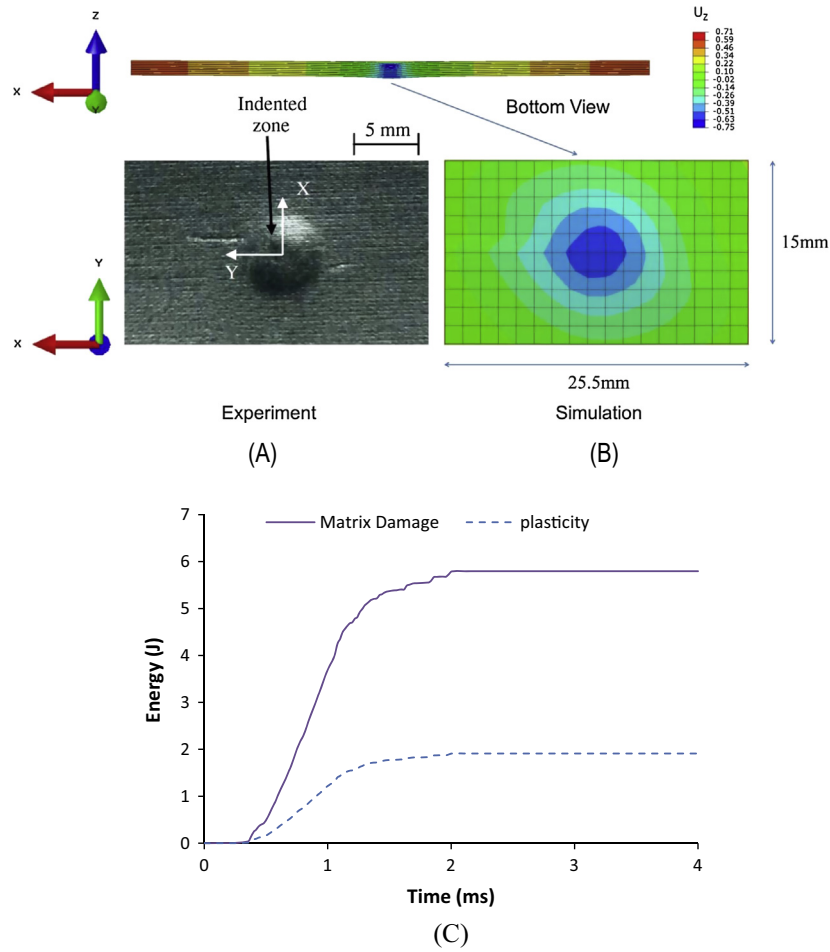 Z
X
Y
U_z
0.71
0.59
0.46
0.34
0.22
0.10
-0.02
-0.14
-0.26
-0.39
-0.51
-0.63
-0.75
Bottom View
Indented
zone
5 mm
X
Y
Y
X
15mm
25.5mm
Experiment
Simulation
(A)
(B)
Matrix Damage
plasticity
Energy (J)
7
6
5
4
3
2
1
0
0 1 2 3 4
Time (ms)
(C)